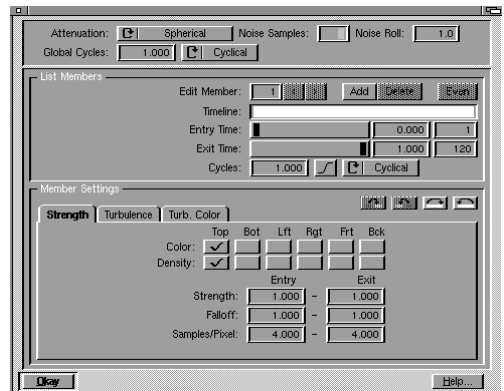 Attenuation: Spherical Noise Samples: Noise Roll: 1.0
Global Cycles: 1.000 Cyclical
List Members
Edit Member: 1 Add Delete Even
Timeline:
Entry Time: 0.000 1
Exit Time: 1.000 120
Cycles: 1.000 Cyclical
Member Settings
Strength Turbulence Turb. Color
Top Bot Lft Rgt Frt Bck
Color:
Density:
Entry Exit
Strength: 1.000 – 1.000
Falloff: 1.000 – 1.000
Samples/Pixel: 4.000 – 4.000
Okay Help...